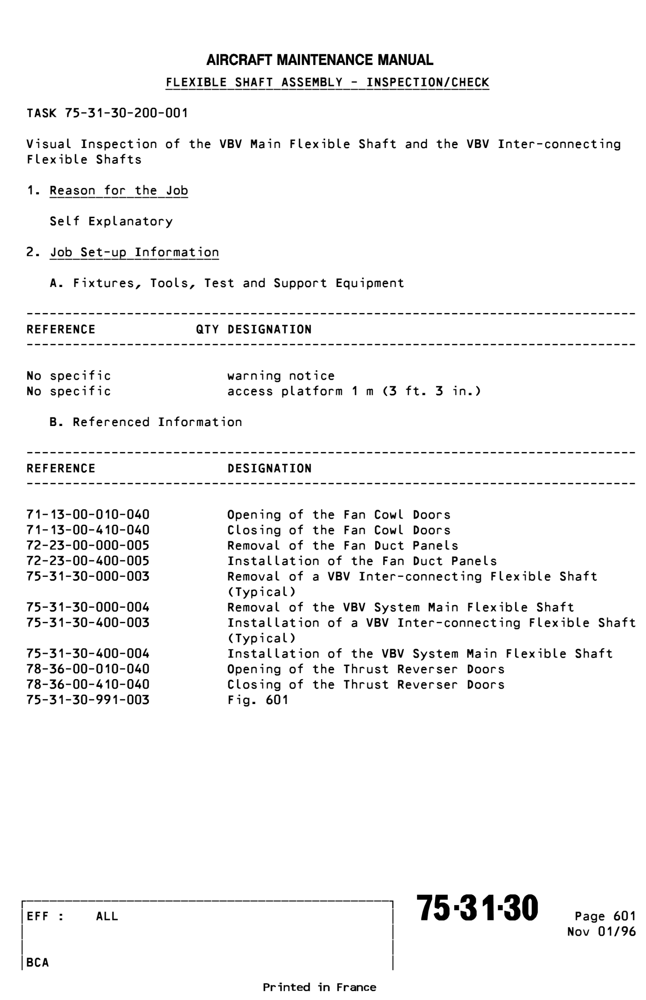 AIRCRAFT MAINTENANCE MANUAL
FLEXIBLE SHAFT ASSEMBLY - INSPECTION/CHECK
TASK 75-31-30-200-001
Visual Inspection of the VBV Main Flexible Shaft and the VBV Inter-connecting
Flexible Shafts
1. Reason for the Job
Self Explanatory
2. Job Set-up Information
A. Fixtures, Tools, Test and Support Equipment
-------------------------------------------------------------------------------
REFERENCE QTY DESIGNATION
-------------------------------------------------------------------------------
No specific warning notice
No specific access platform 1 m (3 ft. 3 in.)
B. Referenced Information
-------------------------------------------------------------------------------
REFERENCE DESIGNATION
-------------------------------------------------------------------------------
71-13-00-010-040 Opening of the Fan Cowl Doors
71-13-00-410-040 Closing of the Fan Cowl Doors
72-23-00-000-005 Removal of the Fan Duct Panels
72-23-00-400-005 Installation of the Fan Duct Panels
75-31-30-000-003 Removal of a VBV Inter-connecting Flexible Shaft
(Typical)
75-31-30-000-004 Removal of the VBV System Main Flexible Shaft
75-31-30-400-003 Installation of a VBV Inter-connecting Flexible Shaft
(Typical)
75-31-30-400-004 Installation of the VBV System Main Flexible Shaft
78-36-00-010-040 Opening of the Thrust Reverser Doors
78-36-00-410-040 Closing of the Thrust Reverser Doors
75-31-30-991-003 Fig. 601
EFF : ALL
75-31-30
Page 601
Nov 01/96
BCA
Printed in France